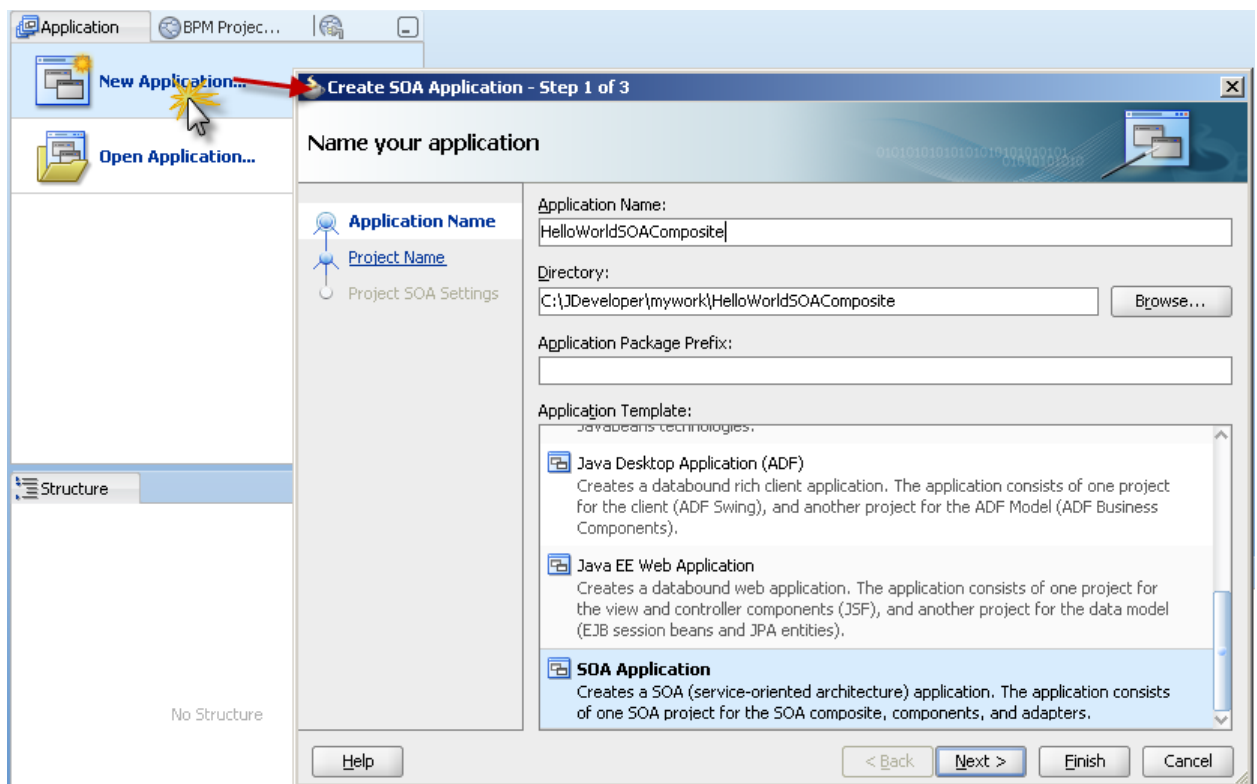 Application
BPM Projec...
New Application...
Open Application...
Create SOA Application - Step 1 of 3
Name your application
Application Name
Project Name
Project SOA Settings
Application Name:
HelloWorldSOAComposite
Directory:
C:\JDeveloper\mywork\HelloWorldSOAComposite
Browse...
Application Package Prefix:
Application Template:
Javabeans technologies.
Java Desktop Application (ADF)
Creates a databound rich client application. The application consists of one project
for the client (ADF Swing), and another project for the ADF Model (ADF Business
Components).
Java EE Web Application
Creates a databound web application. The application consists of one project for
the view and controller components (JSF), and another project for the data model
(EJB session beans and JPA entities).
SOA Application
Creates a SOA (service-oriented architecture) application. The application consists
of one SOA project for the SOA composite, components, and adapters.
Structure
No Structure
Help
< Back
Next >
Finish
Cancel